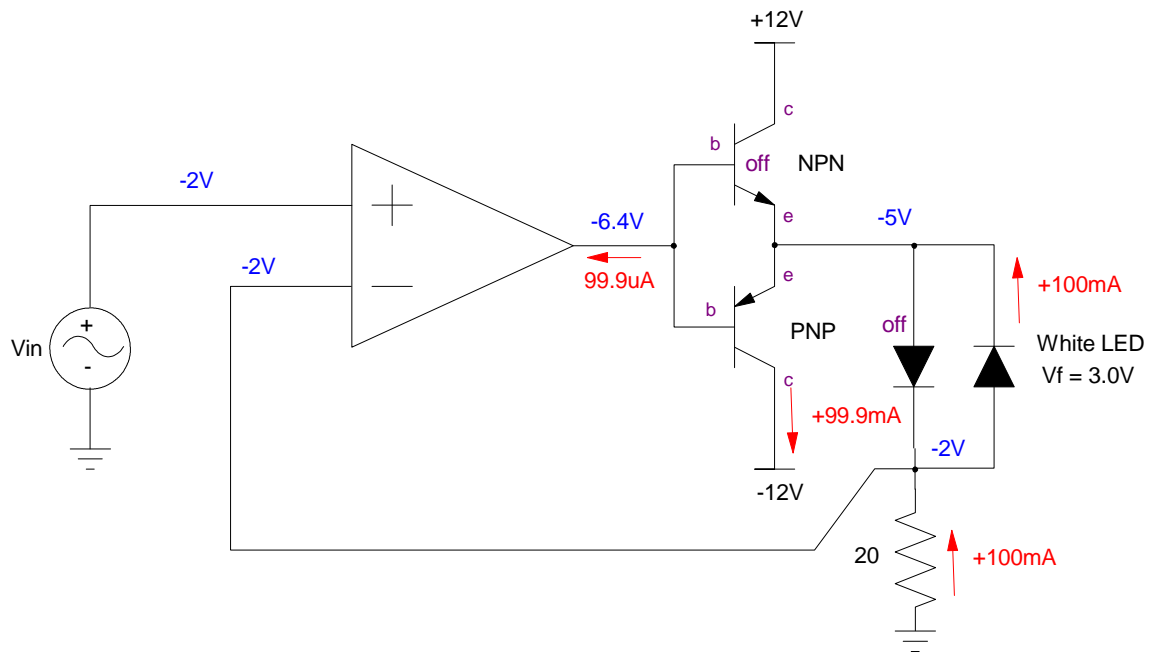 +12V
c
b
NPN
off
-2V
-6.4V
-5V
e
-2V
99.9uA
e
+100mA
b
PNP
off
+
Vin
-
White LED
Vf = 3.0V
c
+99.9mA
-2V
-12V
20
+100mA